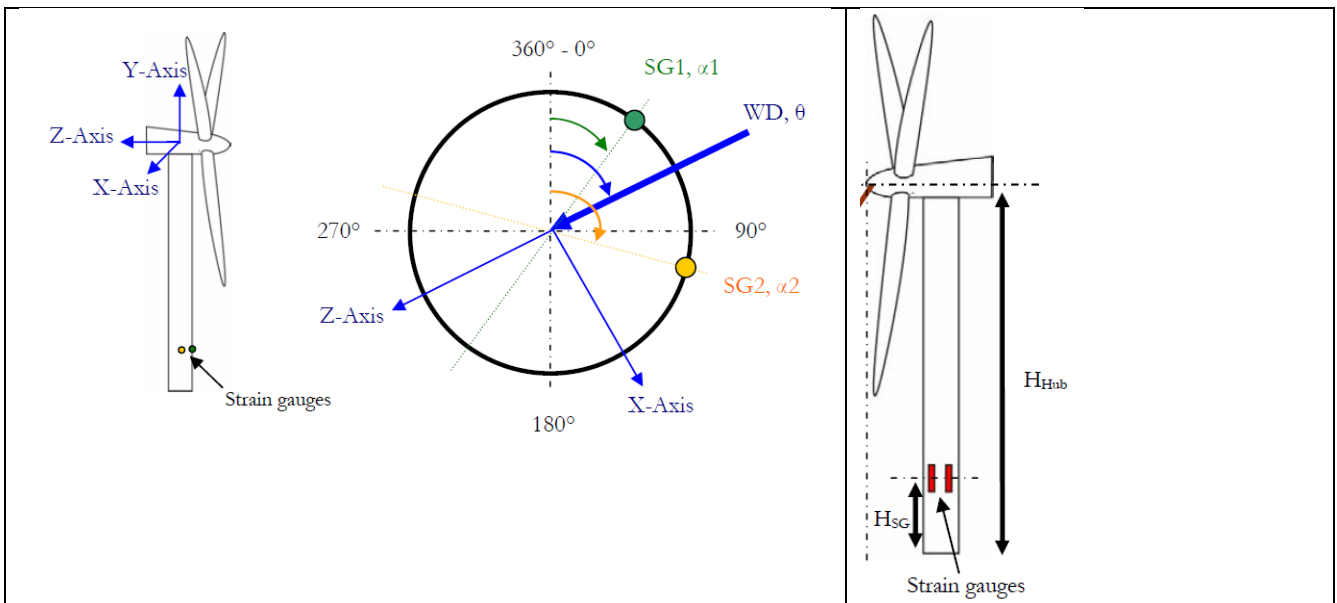 360° - 0°
Y-Axis
SG1, α1
WD, θ
Z-Axis
X-Axis
270°
90°
SG2, α2
Z-Axis
HHub
Strain gauges
X-Axis
180°
HSG
Strain gauges